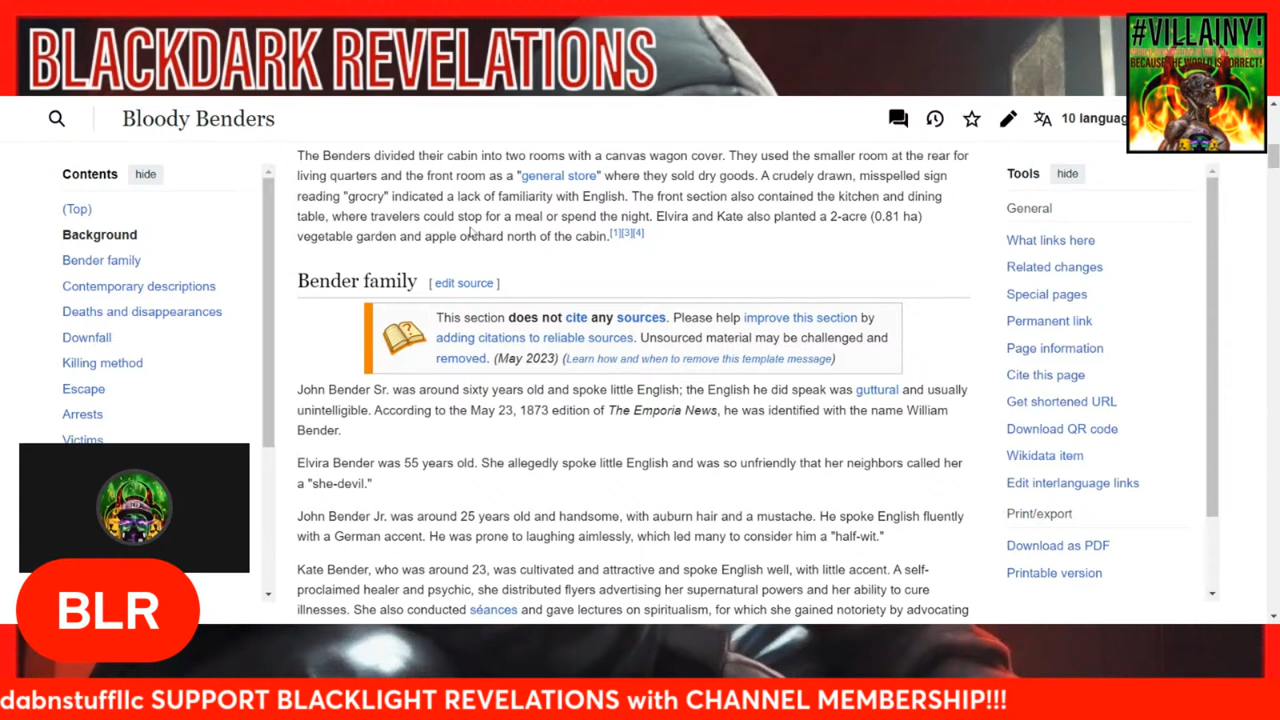 BLACKDARK REVELATIONS
#VILLAINY!
BECAUSE THE WORLD IS CORRECT!
Bloody Benders
10 languag
Contents hide
(Top)
Background
Bender family
Contemporary descriptions
Deaths and disappearances
Downfall
Killing method
Escape
Arrests
Victims
The Benders divided their cabin into two rooms with a canvas wagon cover. They used the smaller room at the rear for
living quarters and the front room as a "general store" where they sold dry goods. A crudely drawn, misspelled sign
reading "grocry" indicated a lack of familiarity with English. The front section also contained the kitchen and dining
table, where travelers could stop for a meal or spend the night. Elvira and Kate also planted a 2-acre (0.81 ha)
vegetable garden and apple orchard north of the cabin.[1][3][4]
Bender family [ edit source ]
This section does not cite any sources. Please help improve this section by
adding citations to reliable sources. Unsourced material may be challenged and
removed. (May 2023) (Learn how and when to remove this template message)
John Bender Sr. was around sixty years old and spoke little English; the English he did speak was guttural and usually
unintelligible. According to the May 23, 1873 edition of The Emporia News, he was identified with the name William
Bender.
Elvira Bender was 55 years old. She allegedly spoke little English and was so unfriendly that her neighbors called her
a "she-devil."
John Bender Jr. was around 25 years old and handsome, with auburn hair and a mustache. He spoke English fluently
with a German accent. He was prone to laughing aimlessly, which led many to consider him a "half-wit."
Kate Bender, who was around 23, was cultivated and attractive and spoke English well, with little accent. A self-
proclaimed healer and psychic, she distributed flyers advertising her supernatural powers and her ability to cure
illnesses. She also conducted séances and gave lectures on spiritualism, for which she gained notoriety by advocating
Tools hide
General
What links here
Related changes
Special pages
Permanent link
Page information
Cite this page
Get shortened URL
Download QR code
Wikidata item
Edit interlanguage links
Print/export
Download as PDF
Printable version
BLR
dabnstuffllc SUPPORT BLACKLIGHT REVELATIONS with CHANNEL MEMBERSHIP!!!